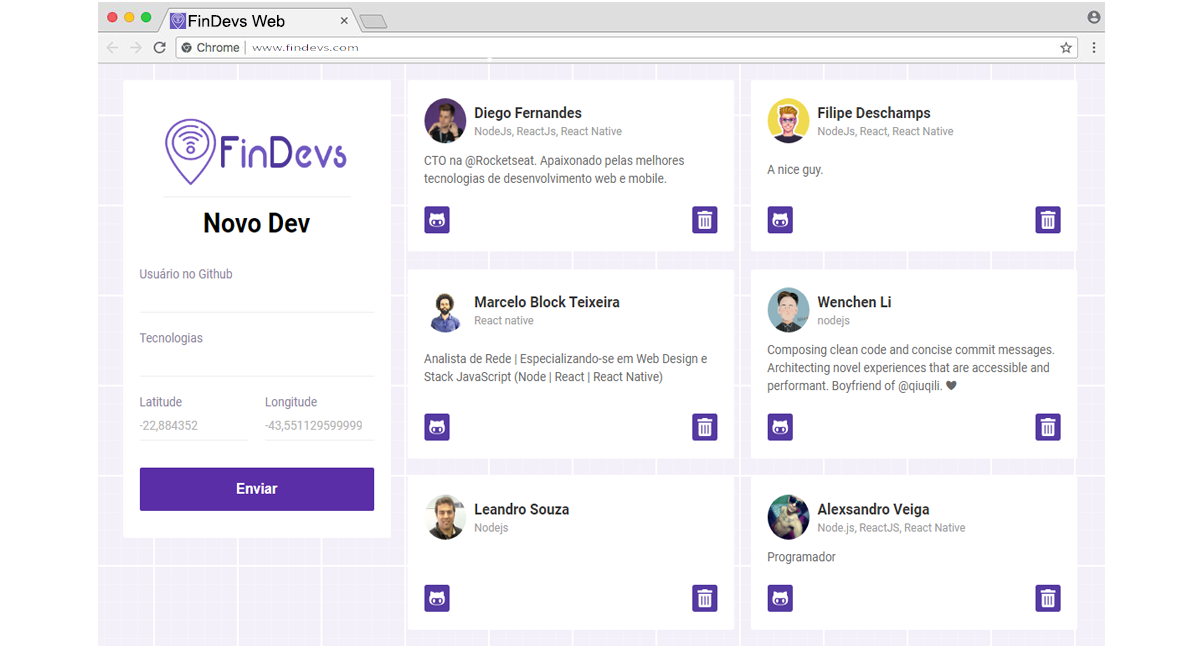 FinDevs Web
Chrome
www.findevs.com
FinDevs
Novo Dev
Usuário no Github
Tecnologias
Latitude Longitude
-22,884352 -43,551129599999
Enviar
Diego Fernandes
NodeJs, ReactJs, React Native
CTO na @Rocketseat. Apaixonado pelas melhores
tecnologias de desenvolvimento web e mobile.
Filipe Deschamps
NodeJs, React, React Native
A nice guy.
Marcelo Block Teixeira
React native
Analista de Rede | Especializando-se em Web Design e
Stack JavaScript (Node | React | React Native)
Wenchen Li
nodejs
Composing clean code and concise commit messages.
Architecting novel experiences that are accessible and
performant. Boyfriend of @qiuqili. 🖤
Leandro Souza
Nodejs
Alexsandro Veiga
Node.js, ReactJS, React Native
Programador